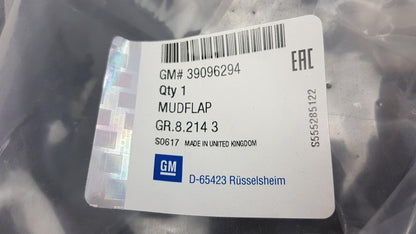 GM# 39096294
Qty 1
MUDFLAP
GR.8.214 3
S0617 MADE IN UNITED KINGDOM
GM
D-65423 Rüsselsheim
EAC
S555285122